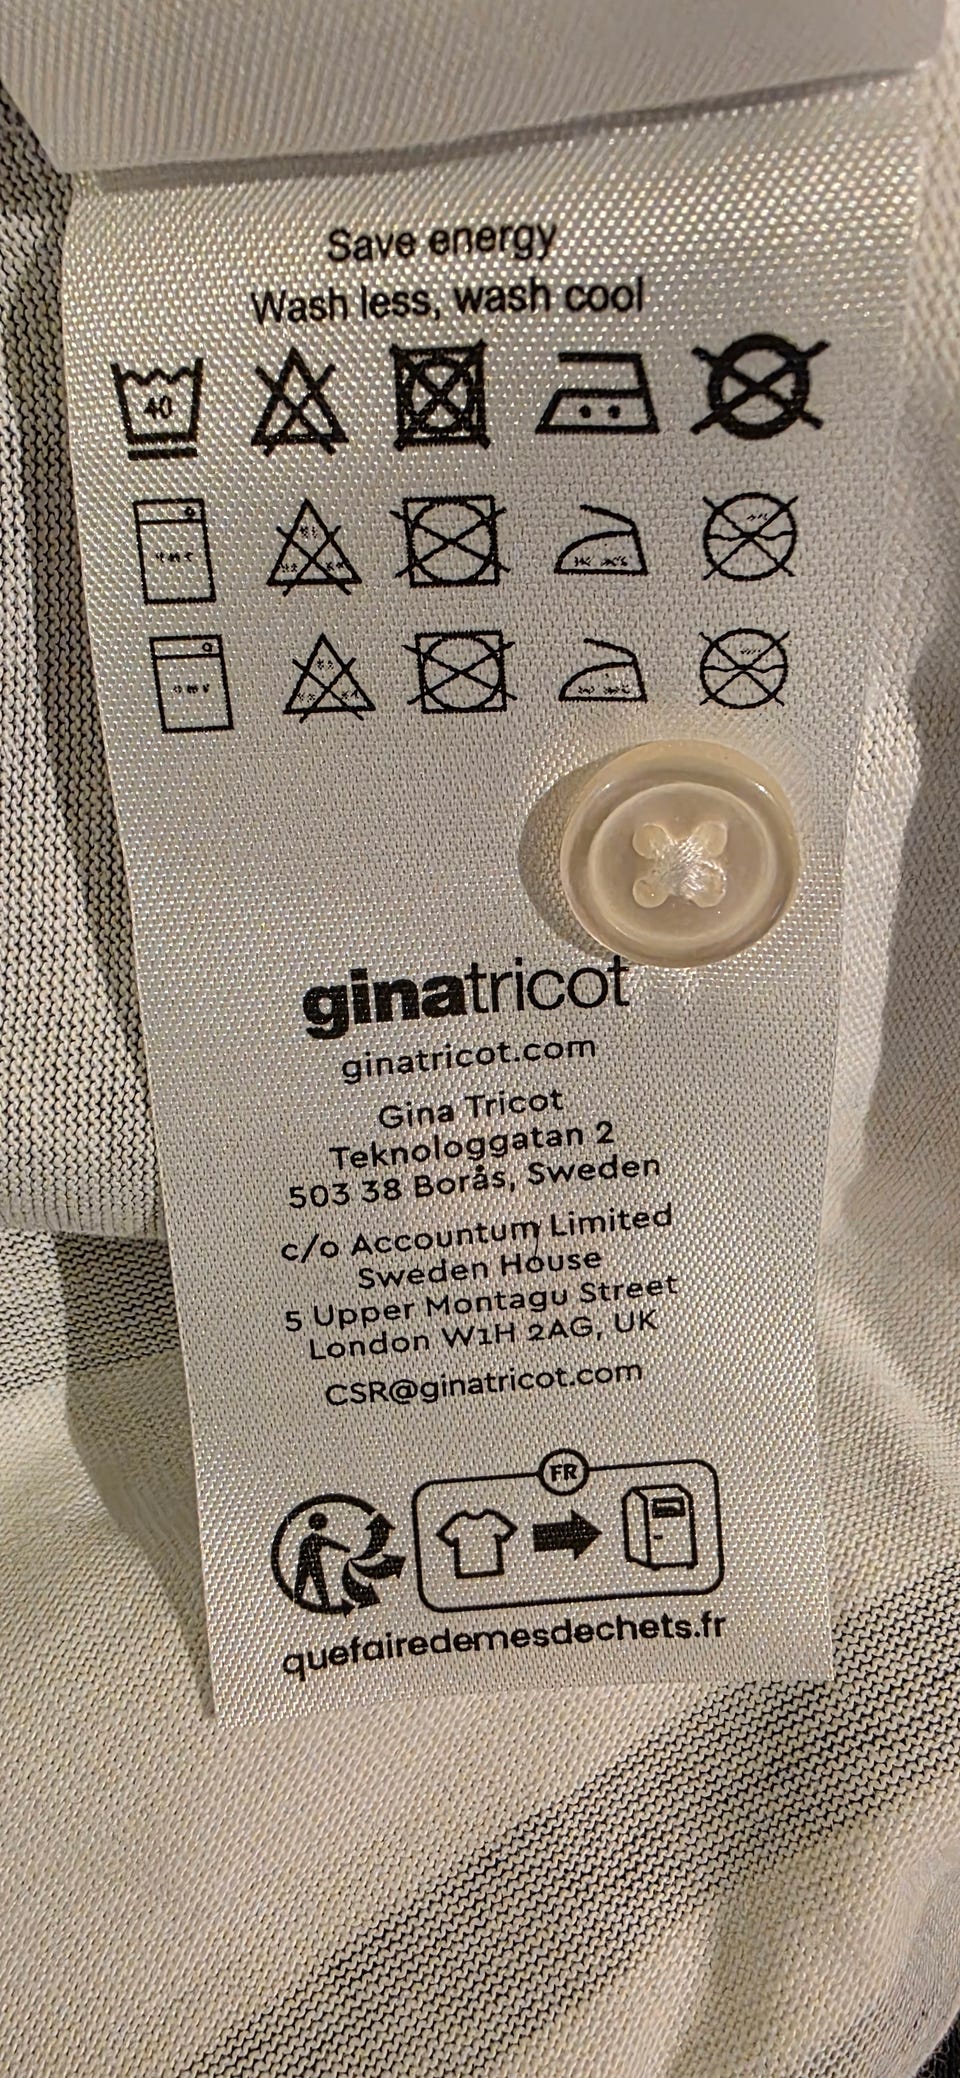 Save energy
Wash less, wash cool
40
ginatricot
ginatricot.com
Gina Tricot
Teknologgatan 2
503 38 Borås, Sweden
c/o Accountum Limited
Sweden House
5 Upper Montagu Street
London W1H 2AG, UK
CSR@ginatricot.com
FR
quefairedemesdechets.fr